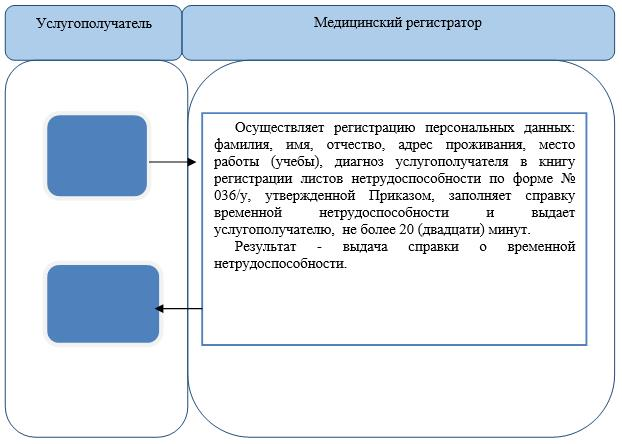 Услугополучатель
Медицинский регистратор
Осуществляет регистрацию персональных данных:
фамилия, имя, отчество, адрес проживания, место
работы (учебы), диагноз услугополучателя в книгу
регистрации листов нетрудоспособности по форме №
036/у, утвержденной Приказом, заполняет справку
временной нетрудоспособности и выдает
услугополучателю, не более 20 (двадцати) минут.
Результат - выдача справки о временной
нетрудоспособности.